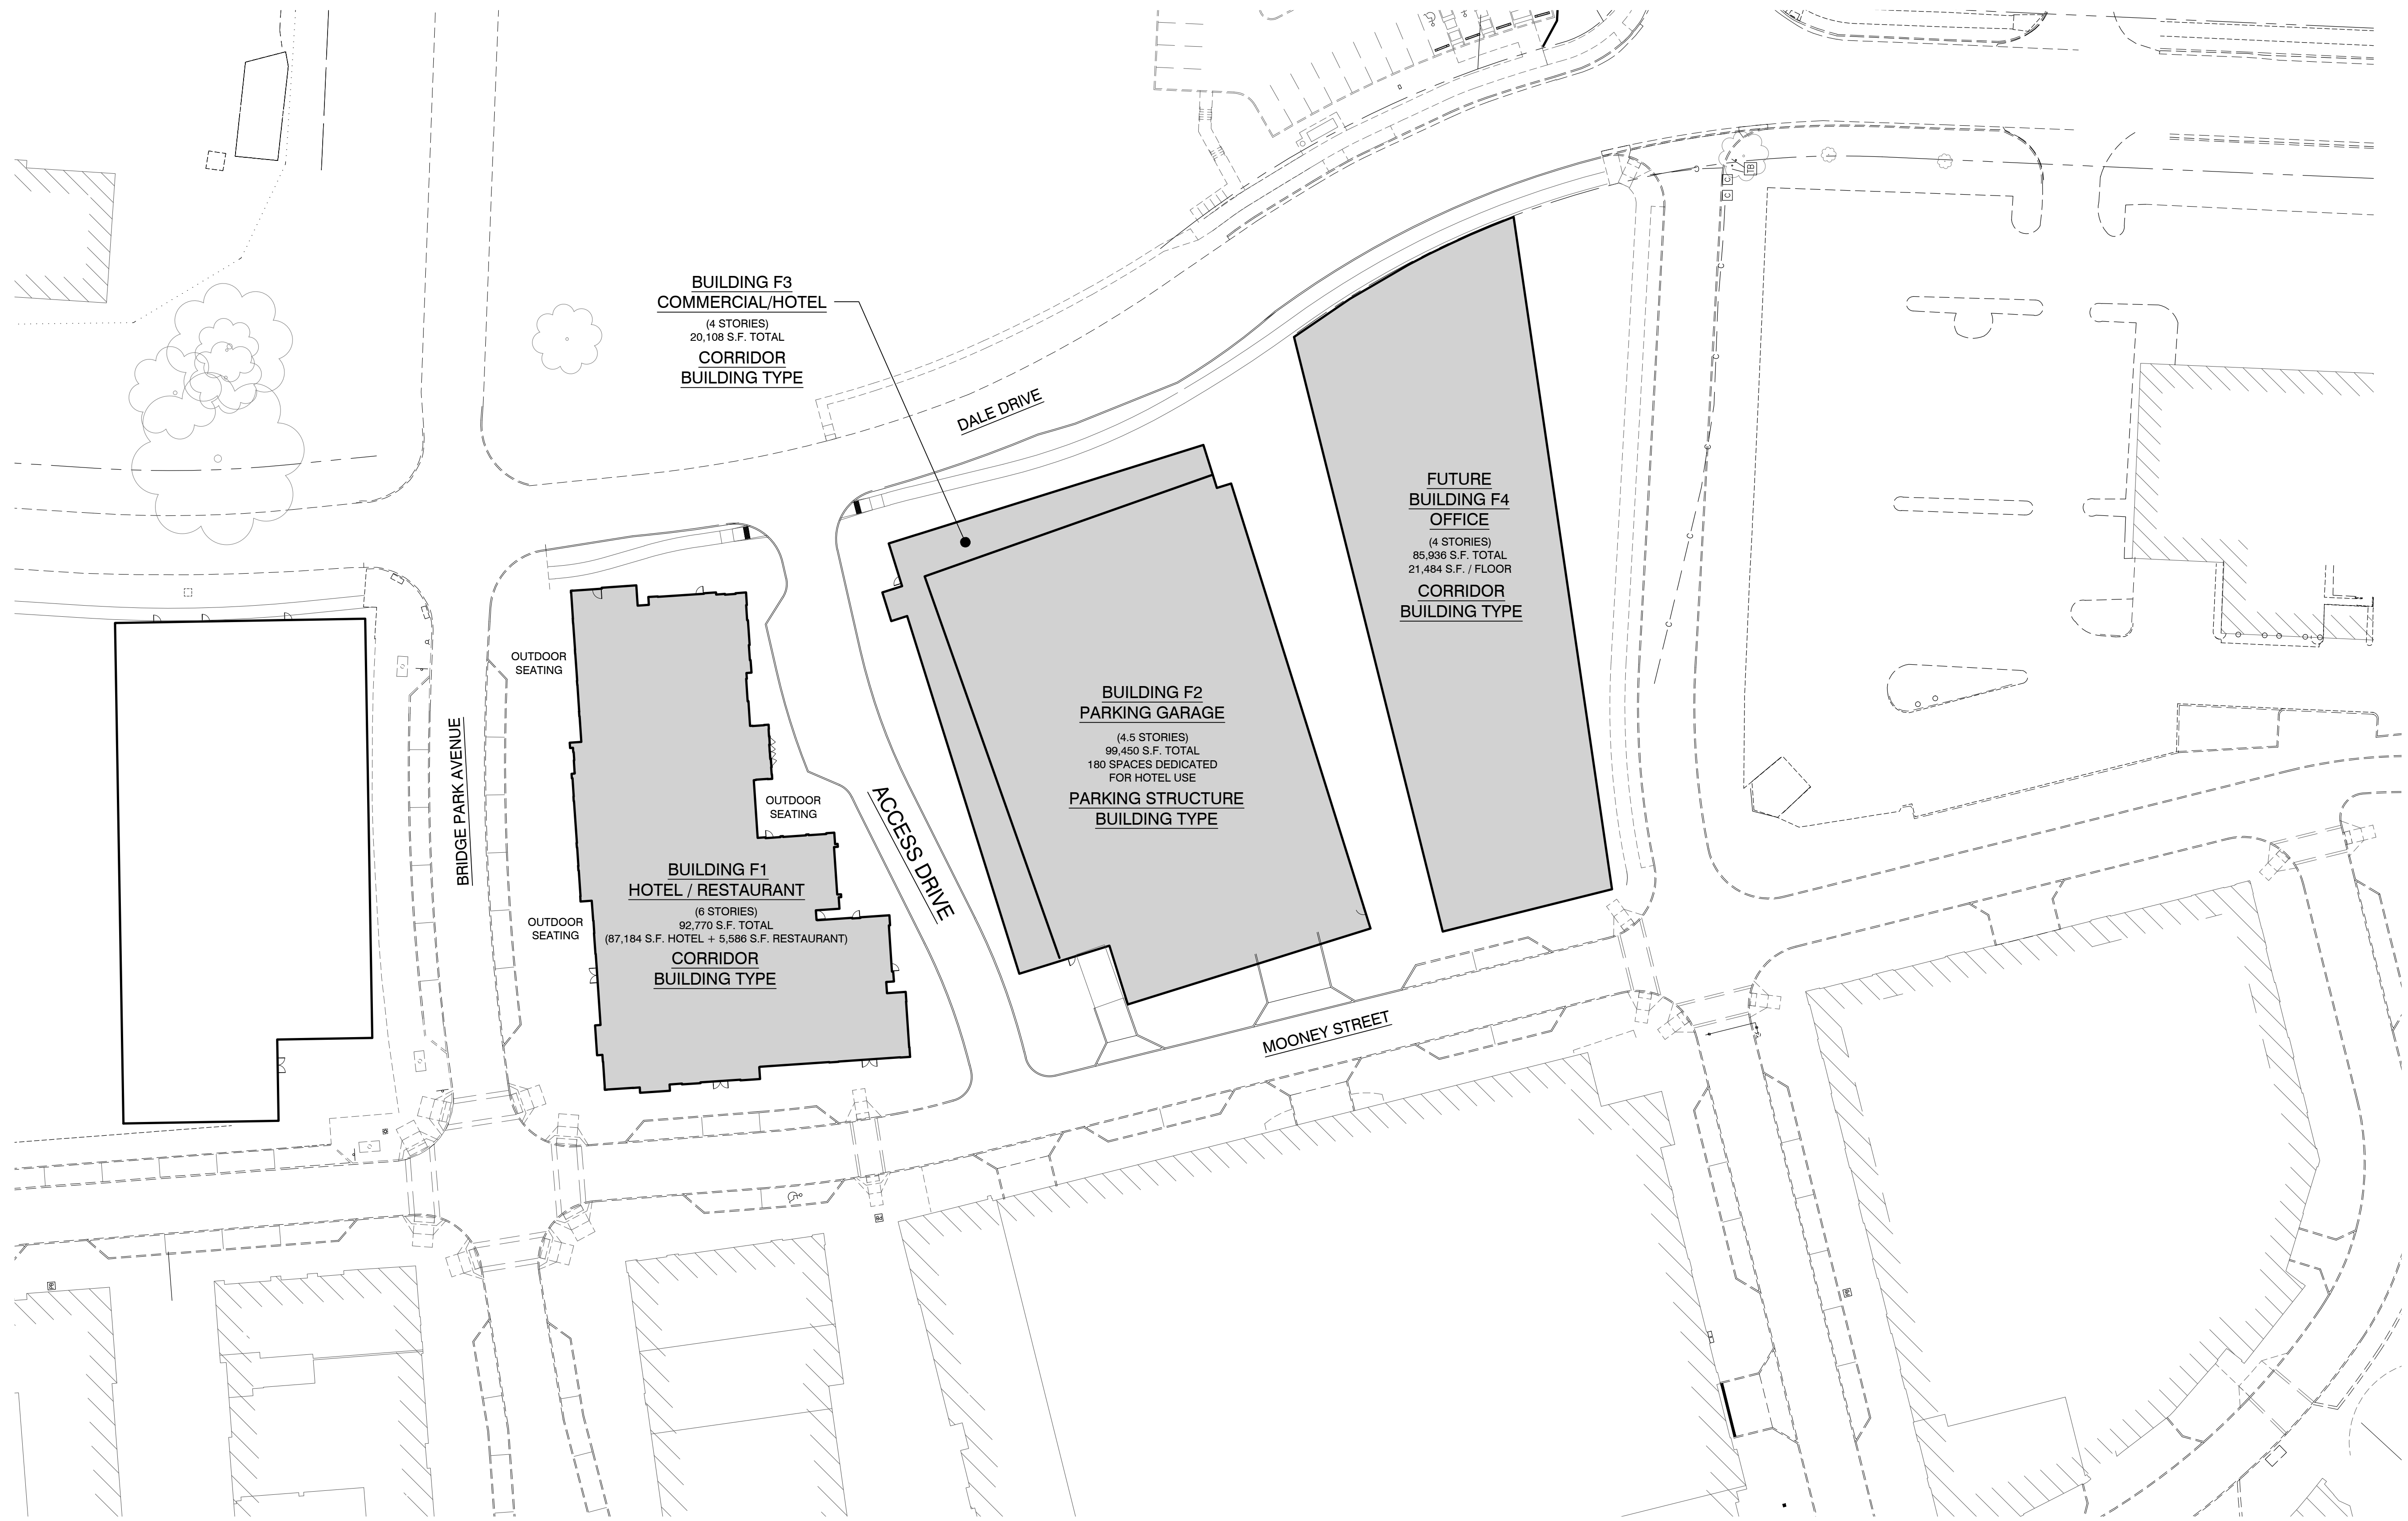 BUILDING F3
COMMERCIAL/HOTEL
(4 STORIES)
20,108 S.F. TOTAL
CORRIDOR
BUILDING TYPE
DALE DRIVE
FUTURE
BUILDING F4
OFFICE
(4 STORIES)
85,936 S.F. TOTAL
21,484 S.F. / FLOOR
CORRIDOR
BUILDING TYPE
OUTDOOR
SEATING
BRIDGE PARK AVENUE
OUTDOOR
SEATING
ACCESS DRIVE
BUILDING F2
PARKING GARAGE
(4.5 STORIES)
99,450 S.F. TOTAL
180 SPACES DEDICATED
FOR HOTEL USE
PARKING STRUCTURE
BUILDING TYPE
BUILDING F1
HOTEL / RESTAURANT
(6 STORIES)
92,770 S.F. TOTAL
(87,184 S.F. HOTEL + 5,586 S.F. RESTAURANT)
CORRIDOR
BUILDING TYPE
OUTDOOR
SEATING
MOONEY STREET
TB
C
C
C
C
C
C
C